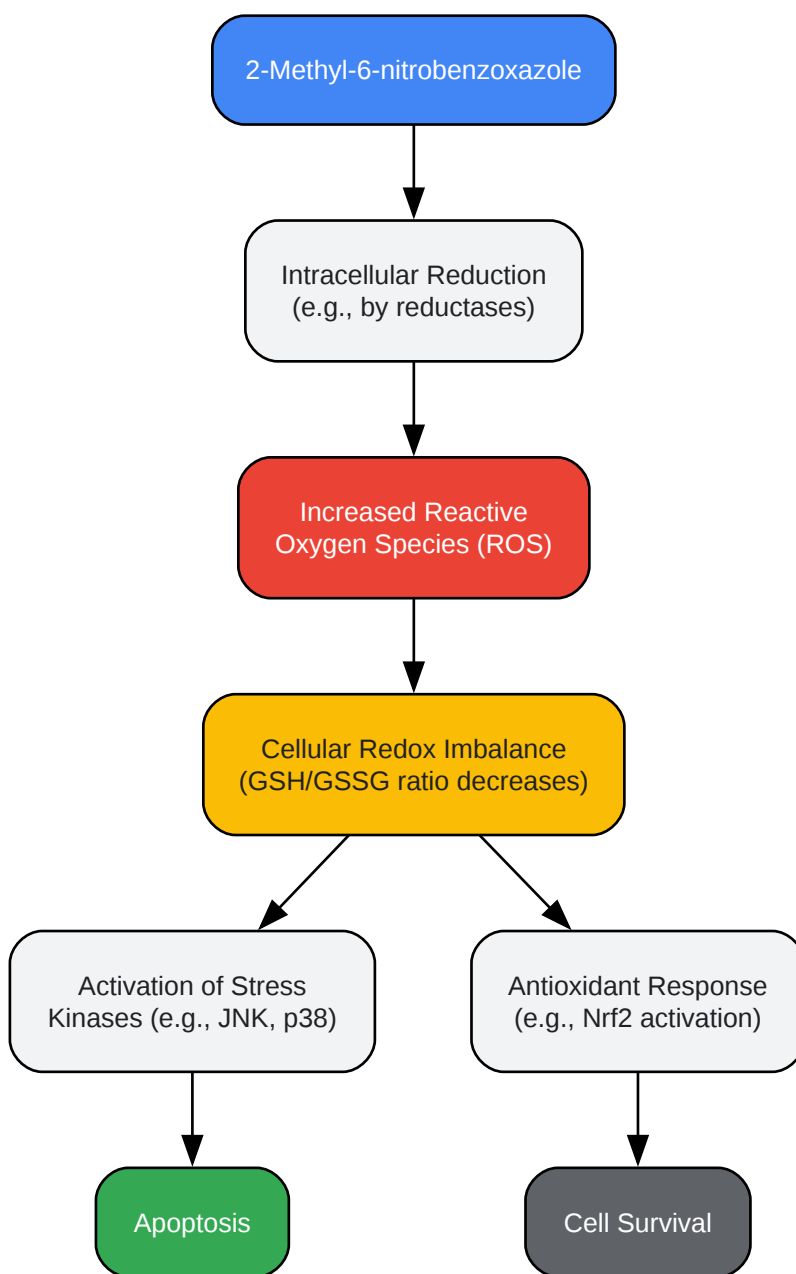 2-Methyl-6-nitrobenzoxazole
Intracellular Reduction
(e.g., by reductases)
Increased Reactive
Oxygen Species (ROS)
Cellular Redox Imbalance
(GSH/GSSG ratio decreases)
Activation of Stress
Kinases (e.g., JNK, p38)
Antioxidant Response
(e.g., Nrf2 activation)
Apoptosis
Cell Survival